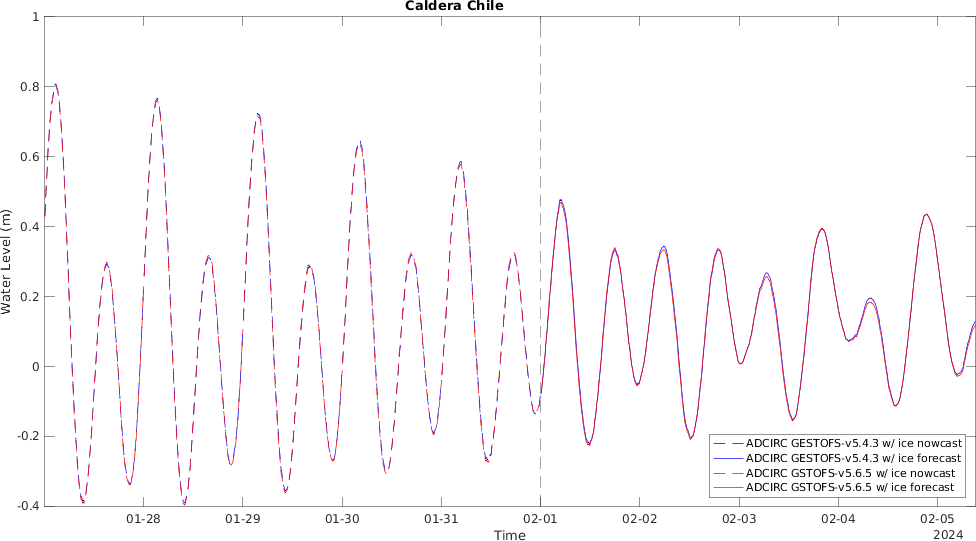 Caldera Chile
1
0.8
0.6
0.4
0.2
0
-0.2
-0.4
Water Level (m)
ADCIRC GESTOFS-v5.4.3 w/ ice nowcast
ADCIRC GESTOFS-v5.4.3 w/ ice forecast
ADCIRC GSTOFS-v5.6.5 w/ ice nowcast
ADCIRC GSTOFS-v5.6.5 w/ ice forecast
01-28 01-29 01-30 01-31 02-01 02-02 02-03 02-04 02-05
Time 2024